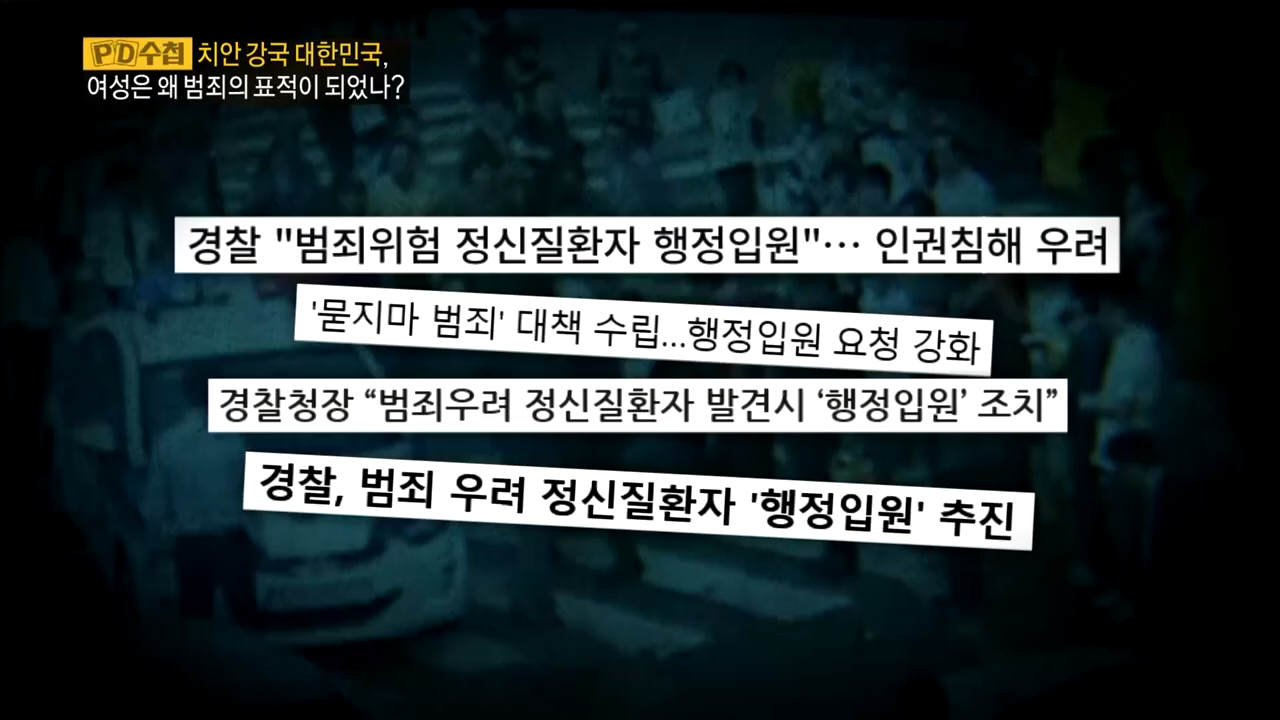 PD수첩 치안 강국 대한민국,
여성은 왜 범죄의 표적이 되었나?
경찰 "범죄위험 정신질환자 행정입원"… 인권침해 우려
'묻지마 범죄' 대책 수립...행정입원 요청 강화
경찰청장 “범죄우려 정신질환자 발견시 ‘행정입원’ 조치”
경찰, 범죄 우려 정신질환자 '행정입원' 추진